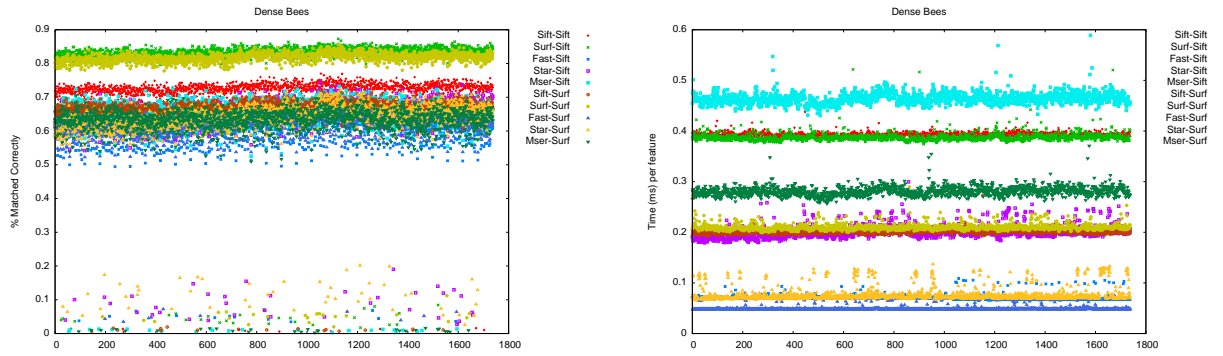 Dense Bees
% Matched Correctly
0.9
0.8
0.7
0.6
0.5
0.4
0.3
0.2
0.1
0
0 200 400 600 800 1000 1200 1400 1600 1800
Sift-Sift
Surf-Sift
Fast-Sift
Star-Sift
Mser-Sift
Sift-Surf
Surf-Surf
Fast-Surf
Star-Surf
Mser-Surf
Dense Bees
Time (ms) per feature
0.6
0.5
0.4
0.3
0.2
0.1
0
0 200 400 600 800 1000 1200 1400 1600 1800
Sift-Sift
Surf-Sift
Fast-Sift
Star-Sift
Mser-Sift
Sift-Surf
Surf-Surf
Fast-Surf
Star-Surf
Mser-Surf